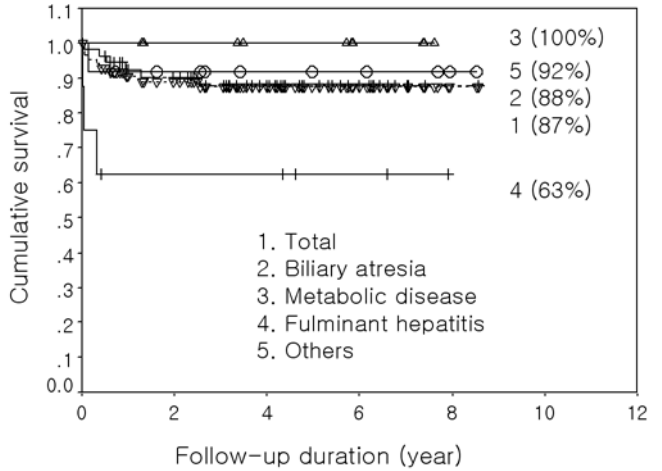 Cumulative survival
1.1
1.0
.9
.8
.7
.6
.5
.4
.3
.2
.1
0.0
3 (100%)
5 (92%)
2 (88%)
1 (87%)
4 (63%)
1. Total
2. Biliary atresia
3. Metabolic disease
4. Fulminant hepatitis
5. Others
0 2 4 6 8 10 12
Follow-up duration (year)